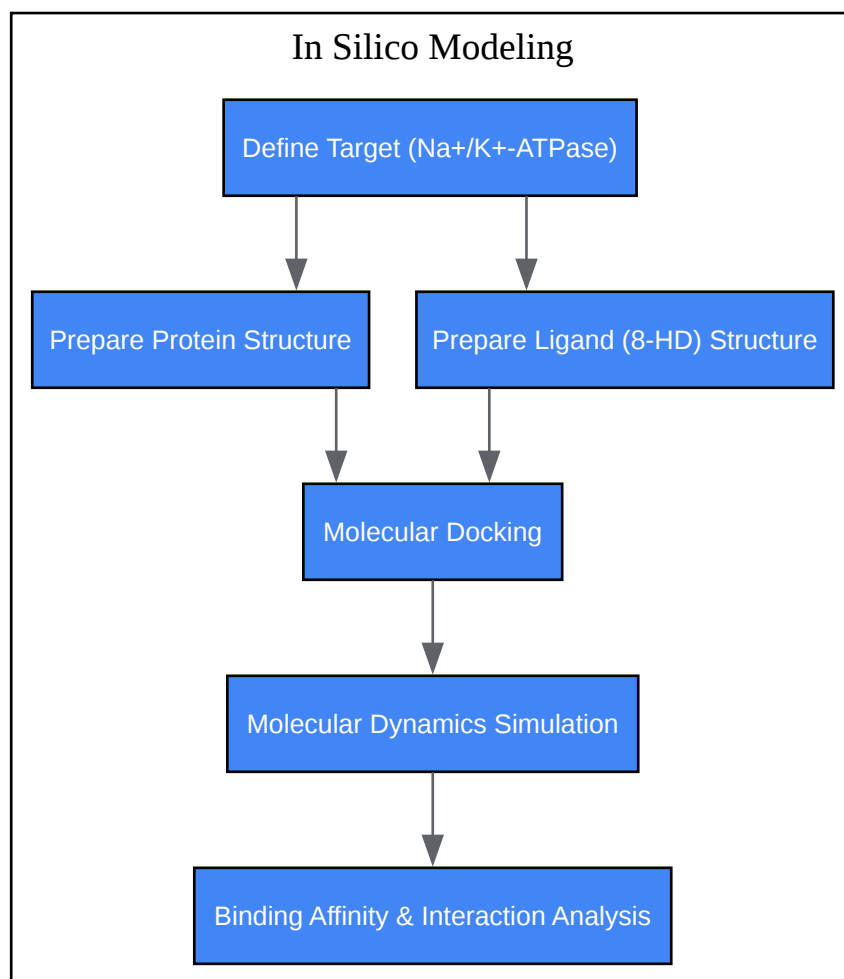 In Silico Modeling
Define Target (Na+/K+-ATPase)
Prepare Protein Structure
Prepare Ligand (8-HD) Structure
Molecular Docking
Molecular Dynamics Simulation
Binding Affinity & Interaction Analysis